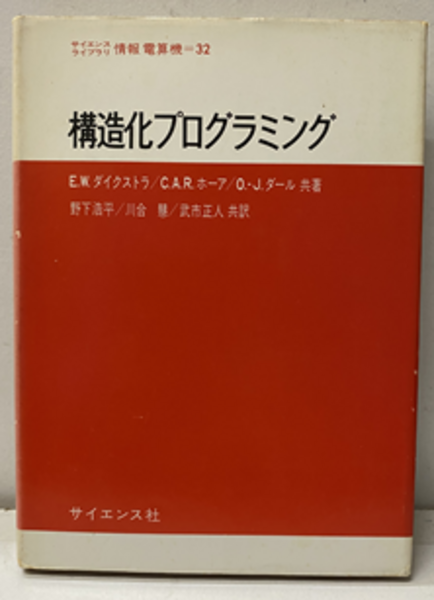 サイエンス
ライブラリ 情報電算機=32
構造化プログラミング
E.W.ダイクストラ/C.A.R.ホーア/O.-J.ダール 共著
野下浩平/川合 慧/武市正人 共訳
サイエンス社